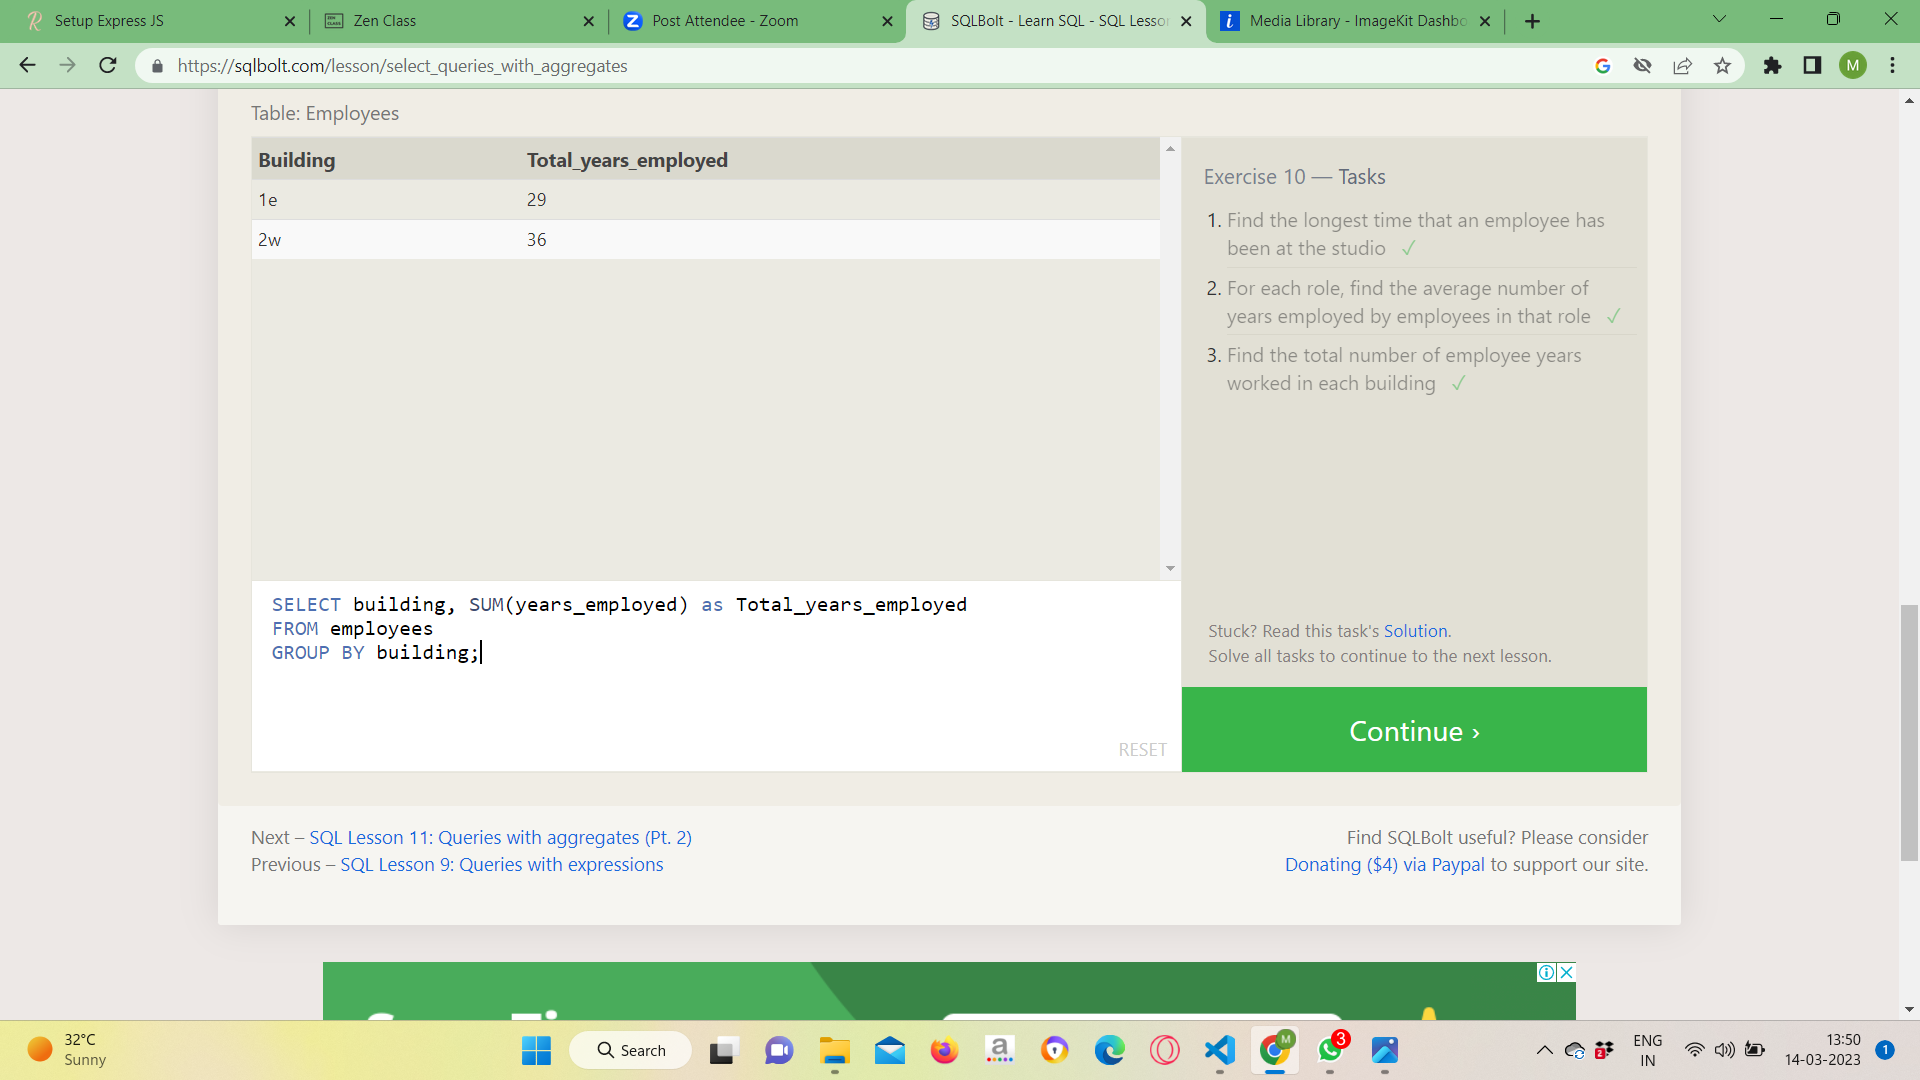 Setup Express JS
Zen Class
Post Attendee - Zoom
SQLBolt - Learn SQL - SQL Lesson
Media Library - ImageKit Dashbo
https://sqlbolt.com/lesson/select_queries_with_aggregates
M
Table: Employees
Building Total_years_employed
1e 29
2w 36
Exercise 10 — Tasks
1. Find the longest time that an employee has
been at the studio ✓
2. For each role, find the average number of
years employed by employees in that role ✓
3. Find the total number of employee years
worked in each building ✓
SELECT building, SUM(years_employed) as Total_years_employed
FROM employees
GROUP BY building;
RESET
Stuck? Read this task's Solution.
Solve all tasks to continue to the next lesson.
Continue ›
Next – SQL Lesson 11: Queries with aggregates (Pt. 2)
Previous – SQL Lesson 9: Queries with expressions
Find SQLBolt useful? Please consider
Donating ($4) via Paypal to support our site.
32°C
Sunny
Search
a
M
3
2
ENG
IN
13:50
14-03-2023
1